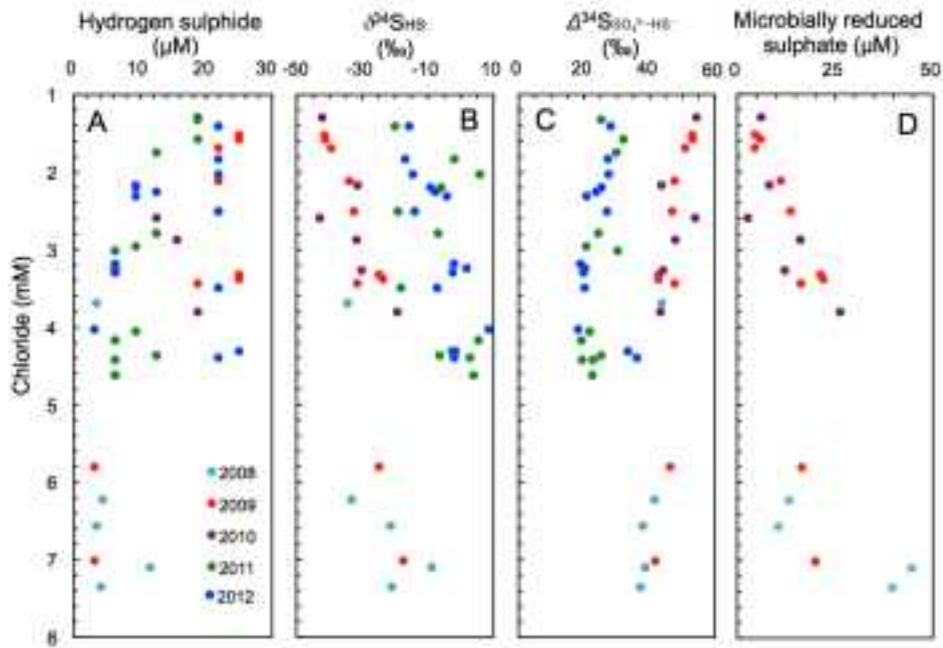 Hydrogen sulphide
(μM)
δ³⁴SHS
(‰)
Δ³⁴SSO₄²⁻-HS⁻
(‰)
Microbially reduced
sulphate (μM)
0 10 20 30
-50 -30 -10 10
0 20 40 60
0 25 50
A
B
C
D
Chloride (mM)
1
2
3
4
5
6
7
8
2008
2009
2010
2011
2012